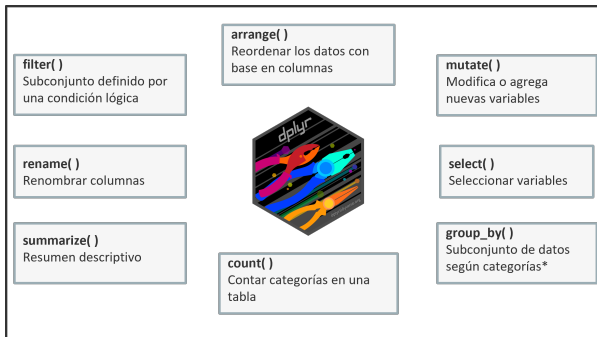 arrange( )
Reordenar los datos con
base en columnas
filter( )
Subconjunto definido por
una condición lógica
mutate( )
Modifica o agrega
nuevas variables
dplyr
rename( )
Renombrar columnas
select( )
Seleccionar variables
summarize( )
Resumen descriptivo
group_by( )
Subconjunto de datos
según categorías*
count( )
Contar categorías en una
tabla